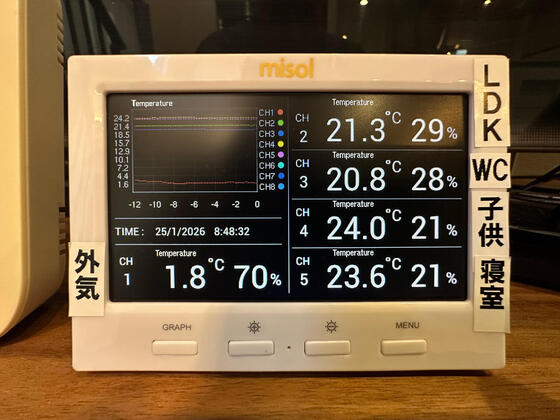 misol
Temperature
24.2
21.4
18.5
15.7
12.9
10.1
7.2
4.4
1.6
-12 -10 -8 -6 -4 -2 0
CH1
CH2
CH3
CH4
CH5
CH6
CH7
CH8
TIME : 25/1/2026 8:48:32
CH 1
Temperature
1.8°C 70%
CH 2
Temperature
21.3°C 29%
CH 3
Temperature
20.8°C 28%
CH 4
Temperature
24.0°C 21%
CH 5
Temperature
23.6°C 21%
外気
LDK
WC
子供
寝室
GRAPH
MENU